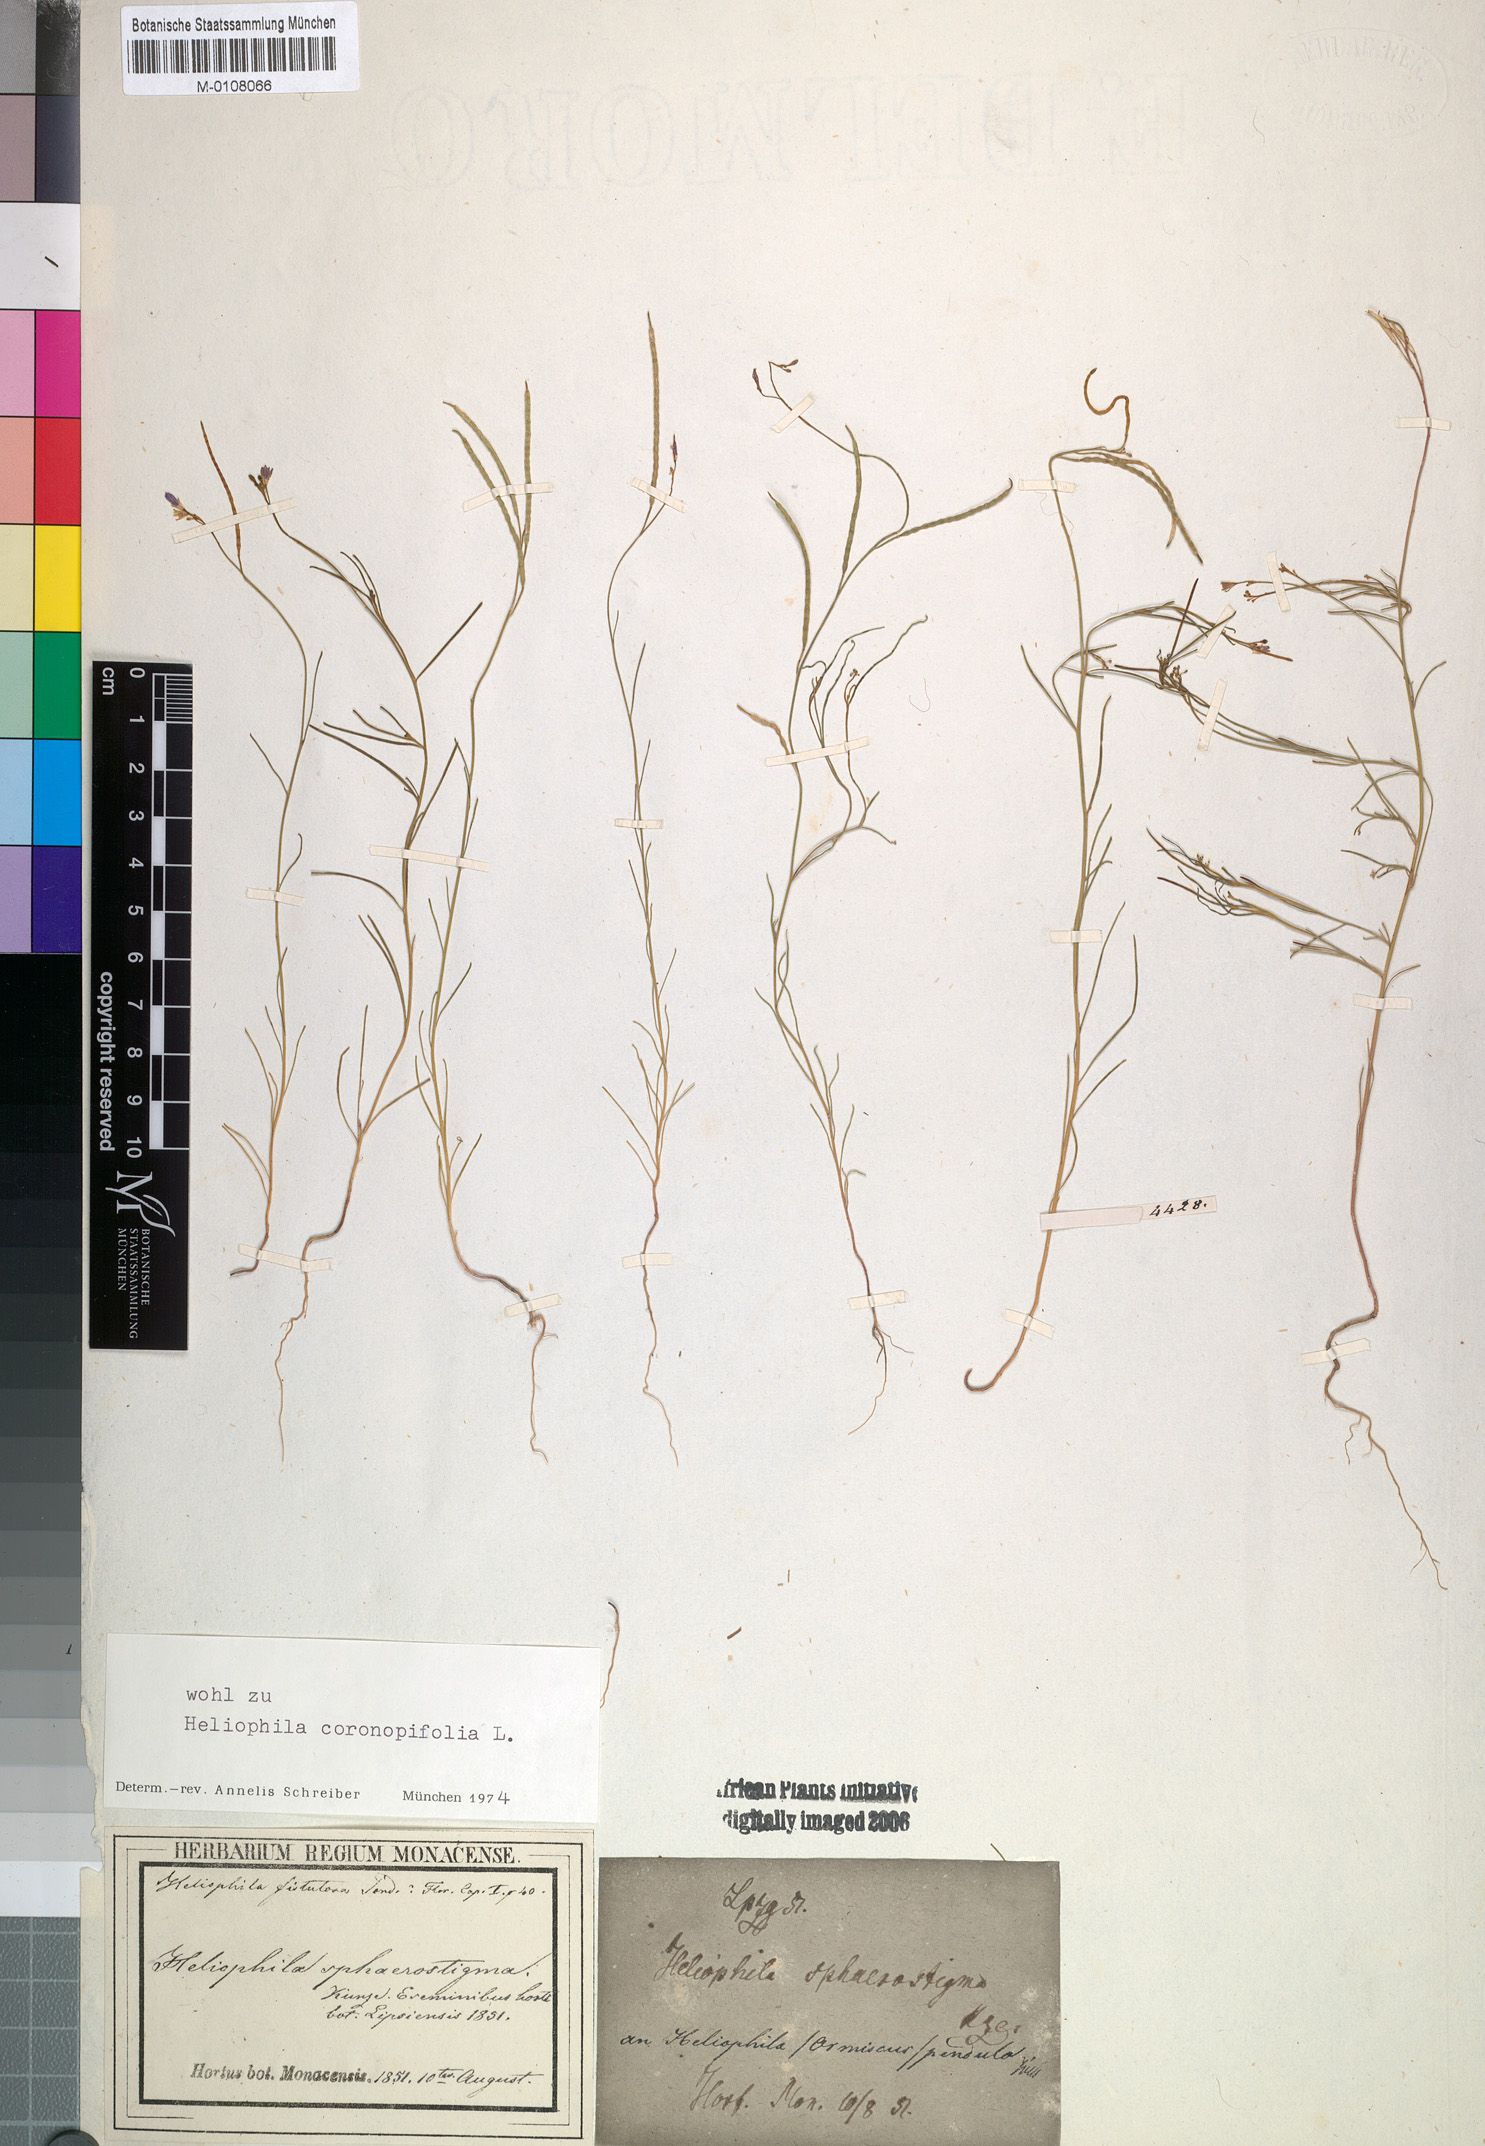 Botanische Staatssammlung München
M-0108066
cm
0
1
2
3
4
5
6
7
8
9
10
copyright reserved
BOTANISCHE
STAATSSAMMLUNG
MÜNCHEN
4428.
wohl zu
Heliophila coronopifolia L.
Determ.-rev. Annelis Schreiber München 1974
African Plants Initiative
digitally imaged 2006
HERBARIUM REGIUM MONACENSE.
Heliophila fistulosa Sond.? Flor. Cap. I. p 40.
Heliophila sphaerostigma.
Kunze. E seminibus horti
bot: Lipsiensis 1851.
Hortus bot. Monacensis. 1851. 10ten August.
Lpzg 51.
Heliophila sphaerostigma
Kze.
an Heliophila /Ormiscus/ pendula
Hort. Mon. 10/8 51.